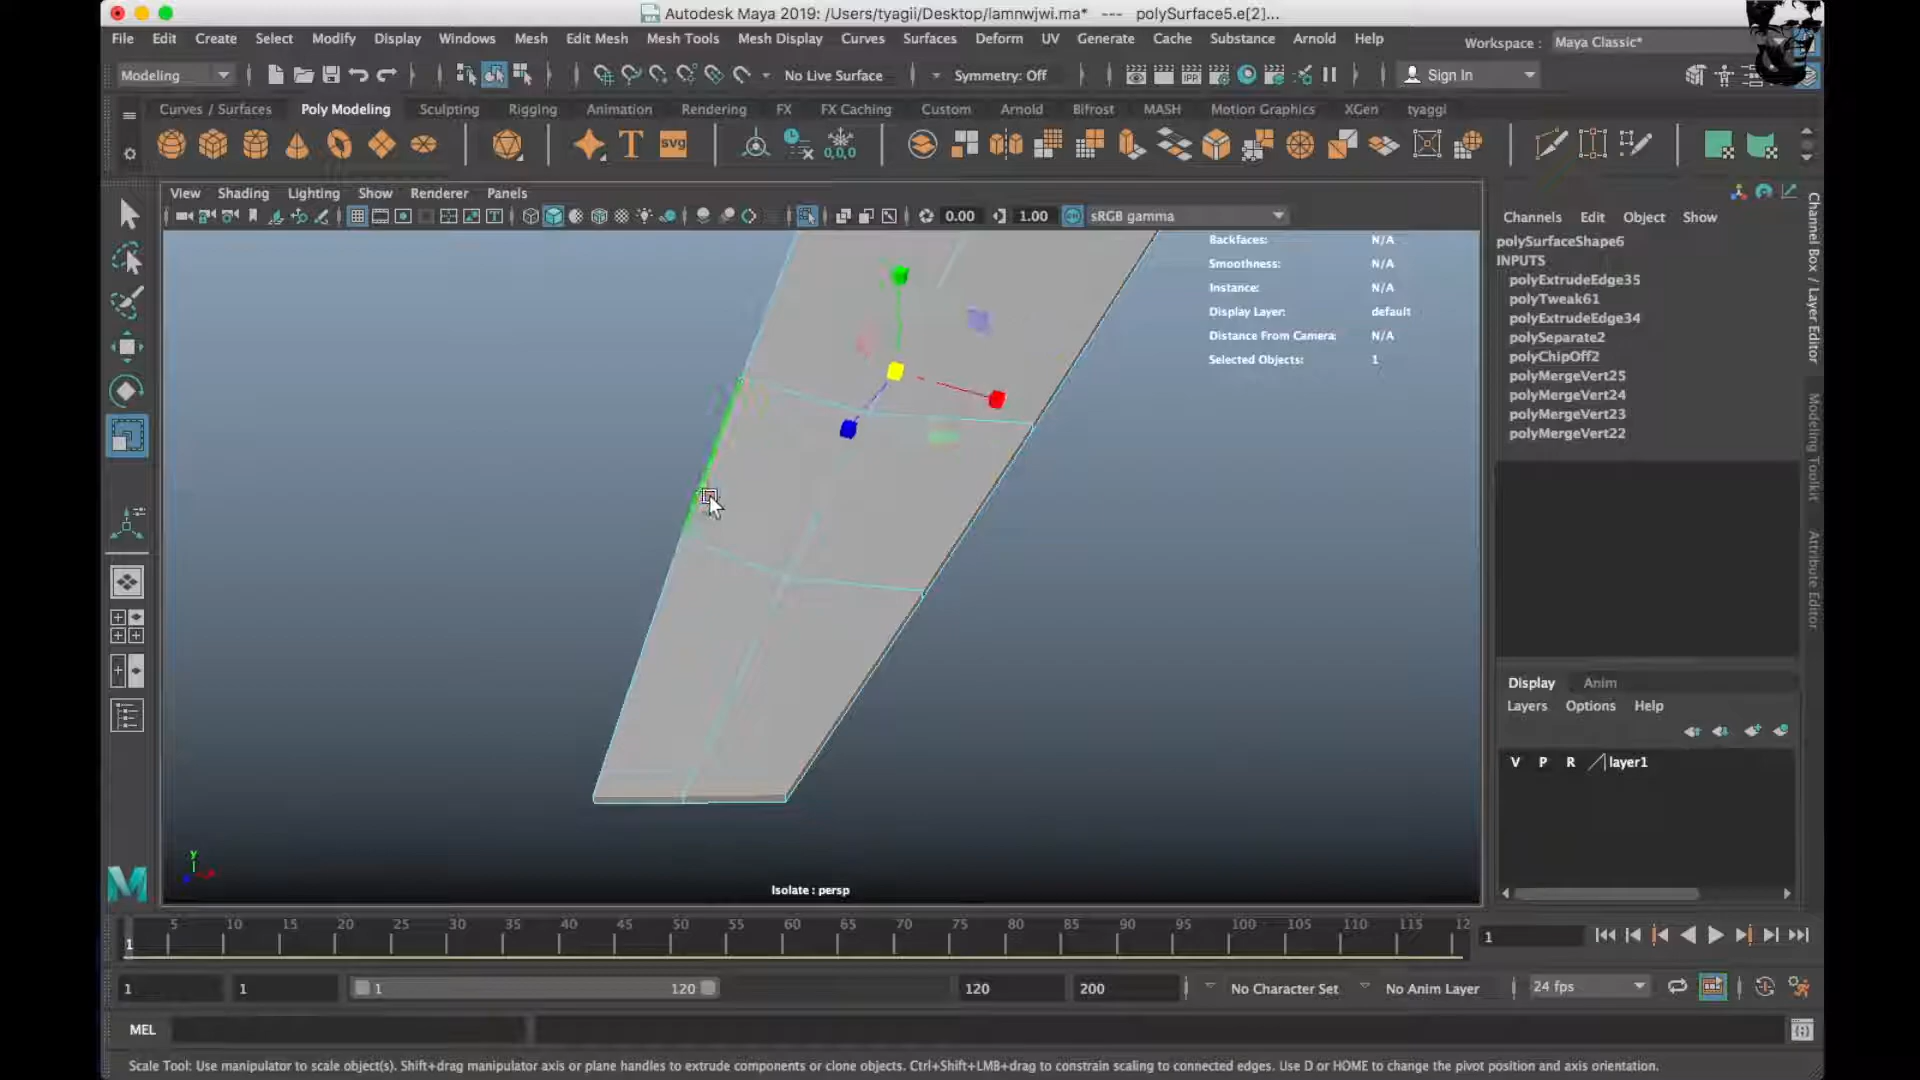 Autodesk Maya 2019: /Users/tyagii/Desktop/lamnwjwi.ma* --- polySurface5.e[2]...
File Edit Create Select Modify Display Windows Mesh Edit Mesh Mesh Tools Mesh Display Curves Surfaces Deform UV Generate Cache Substance Arnold Help Workspace : Maya Classic*
Modeling No Live Surface Symmetry: Off Sign In
Curves / Surfaces Poly Modeling Sculpting Rigging Animation Rendering FX FX Caching Custom Arnold Bifrost MASH Motion Graphics XGen tyaggi
T SVG 0,0,0
View Shading Lighting Show Renderer Panels
0.00 1.00 sRGB gamma
Backfaces: N/A
Smoothness: N/A
Instance: N/A
Display Layer: default
Distance From Camera: N/A
Selected Objects: 1
Isolate : persp
y
Channels Edit Object Show
polySurfaceShape6
INPUTS
polyExtrudeEdge35
polyTweak61
polyExtrudeEdge34
polySeparate2
polyChipOff2
polyMergeVert25
polyMergeVert24
polyMergeVert23
polyMergeVert22
Display Anim
Layers Options Help
V P R layer1
Channel Box / Layer Editor
Modeling Toolkit
Attribute Editor
5 10 15 20 25 30 35 40 45 50 55 60 65 70 75 80 85 90 95 100 105 110 115 12
1 1
1 1 1 120 120 200 No Character Set No Anim Layer 24 fps
MEL
Scale Tool: Use manipulator to scale object(s). Shift+drag manipulator axis or plane handles to extrude components or clone objects. Ctrl+Shift+LMB+drag to constrain scaling to connected edges. Use D or HOME to change the pivot position and axis orientation.